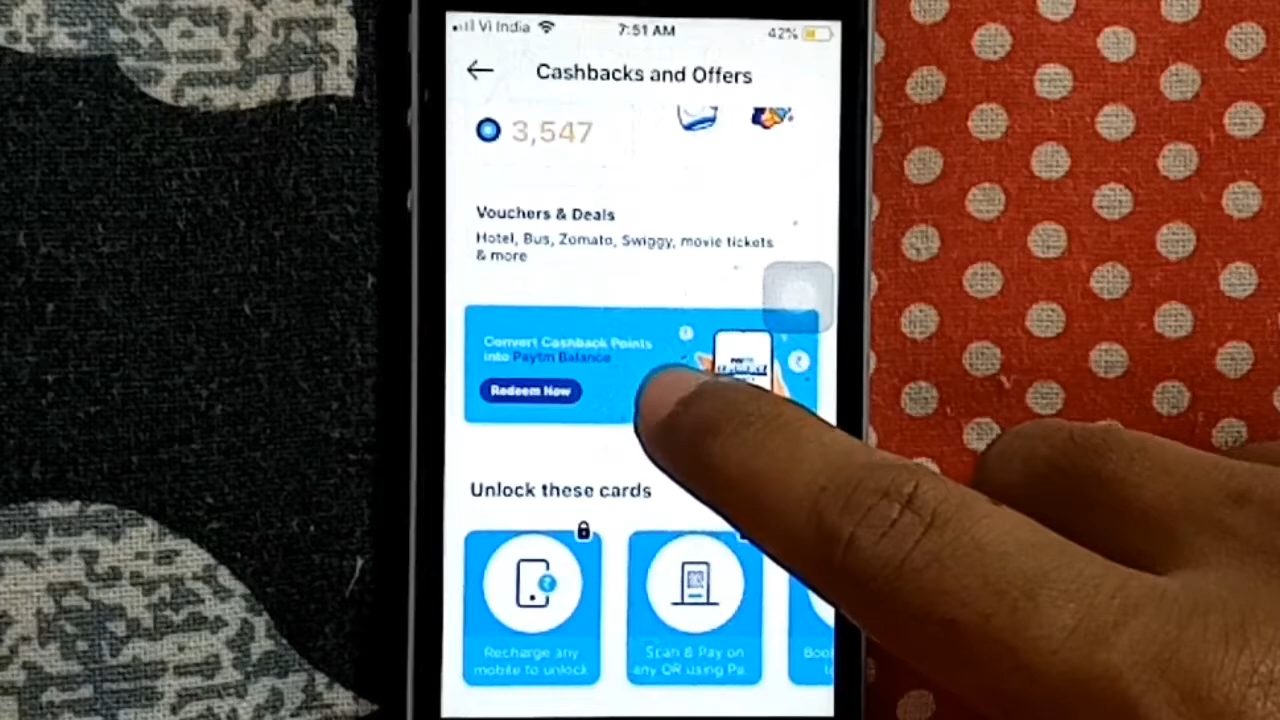 Vi India 7:51 AM 42%
Cashbacks and Offers
3,547
Vouchers & Deals
Hotel, Bus, Zomato, Swiggy, movie tickets
& more
Convert Cashback Points
into Paytm Balance
Redeem Now
Unlock these cards
Recharge any
mobile to unlock
Scan & Pay on
any QR using Pa..
Boo